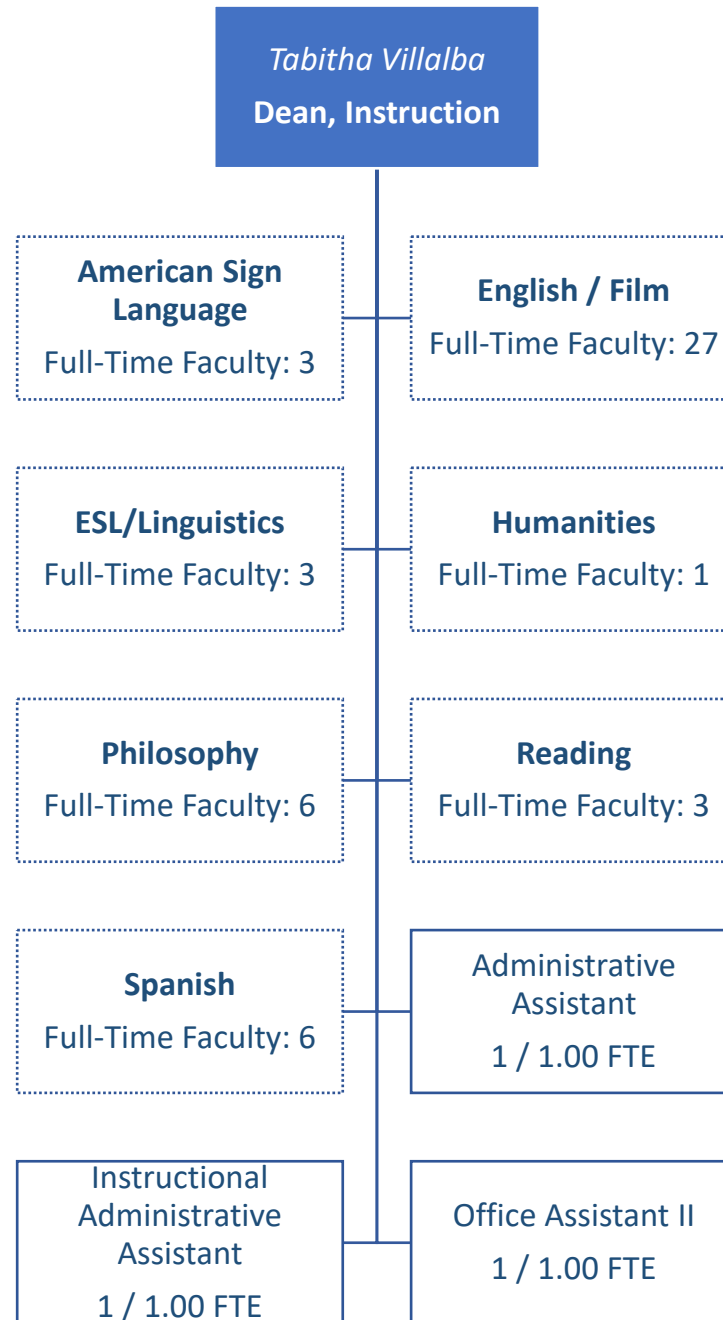 Tabitha Villalba
Dean, Instruction
American Sign
Language
Full-Time Faculty: 3
English / Film
Full-Time Faculty: 27
ESL/Linguistics
Full-Time Faculty: 3
Humanities
Full-Time Faculty: 1
Philosophy
Full-Time Faculty: 6
Reading
Full-Time Faculty: 3
Spanish
Full-Time Faculty: 6
Administrative
Assistant
1 / 1.00 FTE
Instructional
Administrative
Assistant
1 / 1.00 FTE
Office Assistant II
1 / 1.00 FTE